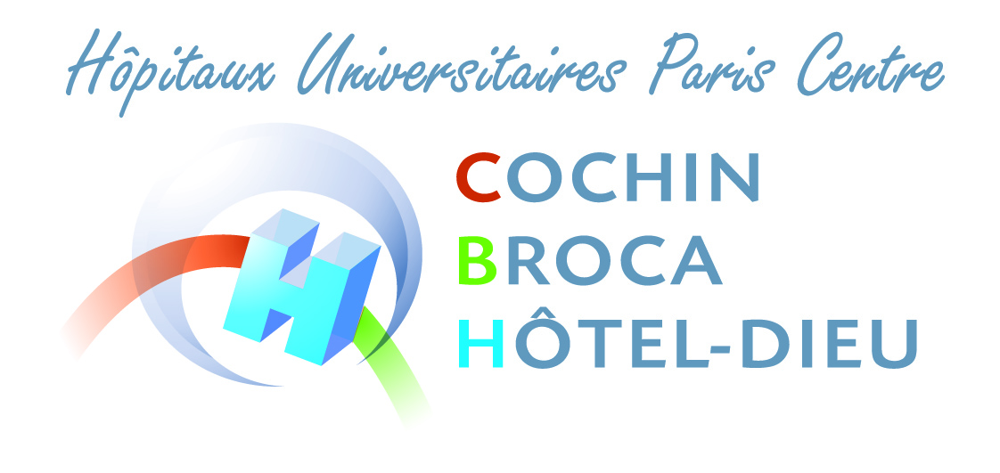 Hôpitaux Universitaires Paris Centre
COCHIN
BROCA
HÔTEL-DIEU